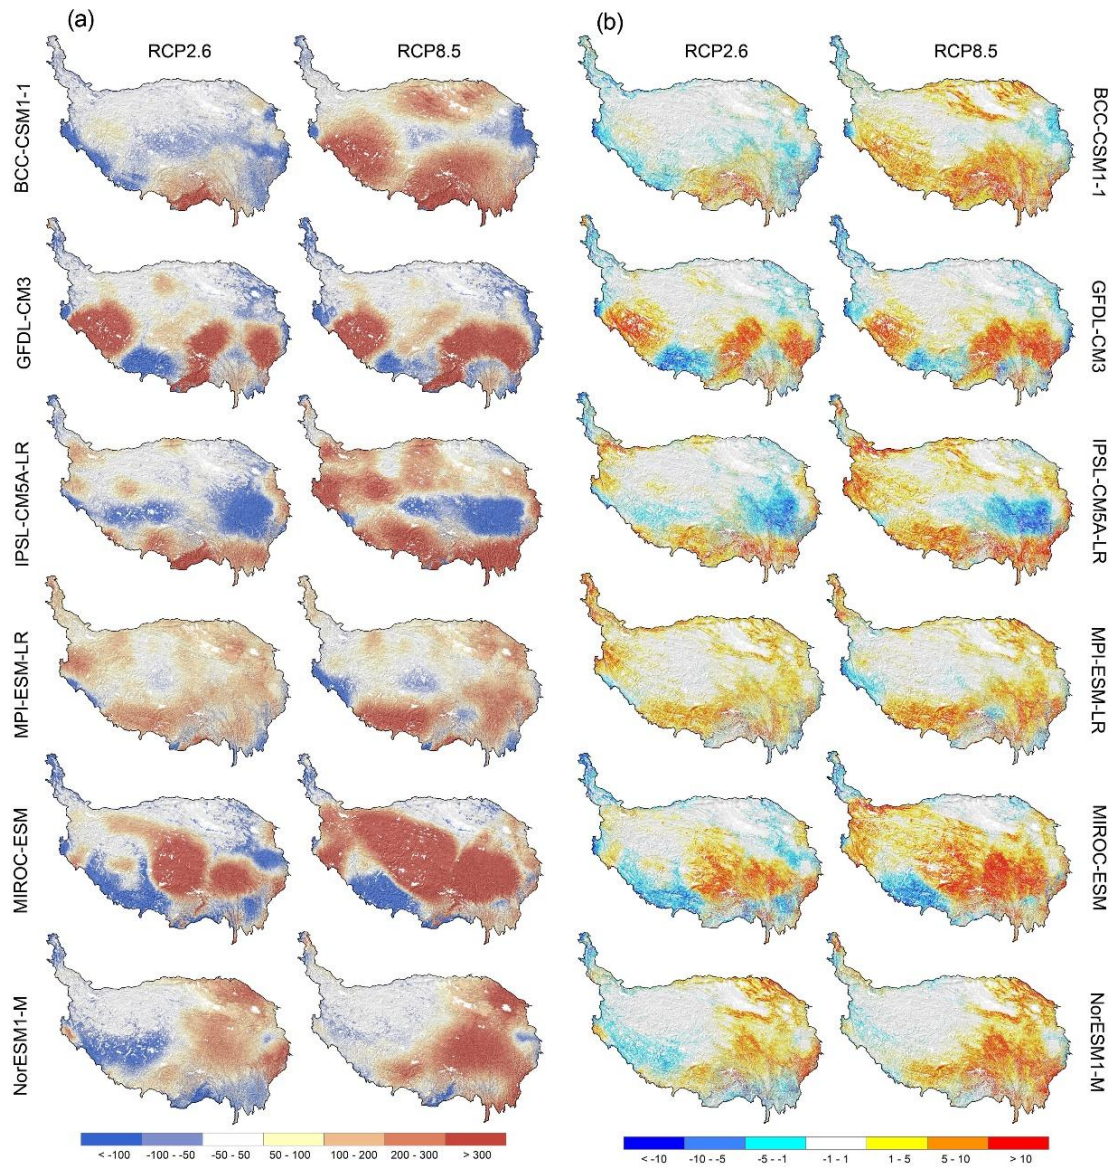 (a)
(b)
RCP2.6
RCP8.5
RCP2.6
RCP8.5
BCC-CSM1-1
BCC-CSM1-1
GFDL-CM3
GFDL-CM3
IPSL-CM5A-LR
IPSL-CM5A-LR
MPI-ESM-LR
MPI-ESM-LR
MIROC-ESM
MIROC-ESM
NorESM1-M
NorESM1-M
< -100 -100 - -50 -50 - 50 50 - 100 100 - 200 200 - 300 > 300
< -10 -10 - -5 -5 - -1 -1 - 1 1 - 5 5 - 10 > 10